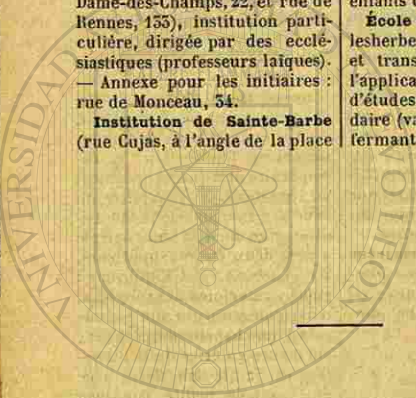 Dame-des-Champs, 22, et rue de
Rennes, 133), institution parti-
culière, dirigée par des ecclé-
siastiques (professeurs laïques).
— Annexe pour les initiaires :
rue de Monceau, 34.
Institution de Sainte-Barbe
(rue Cujas, à l'angle de la place
enfants
École
lesherbe
et trans
l'applica
d'études
daire (va
fermant